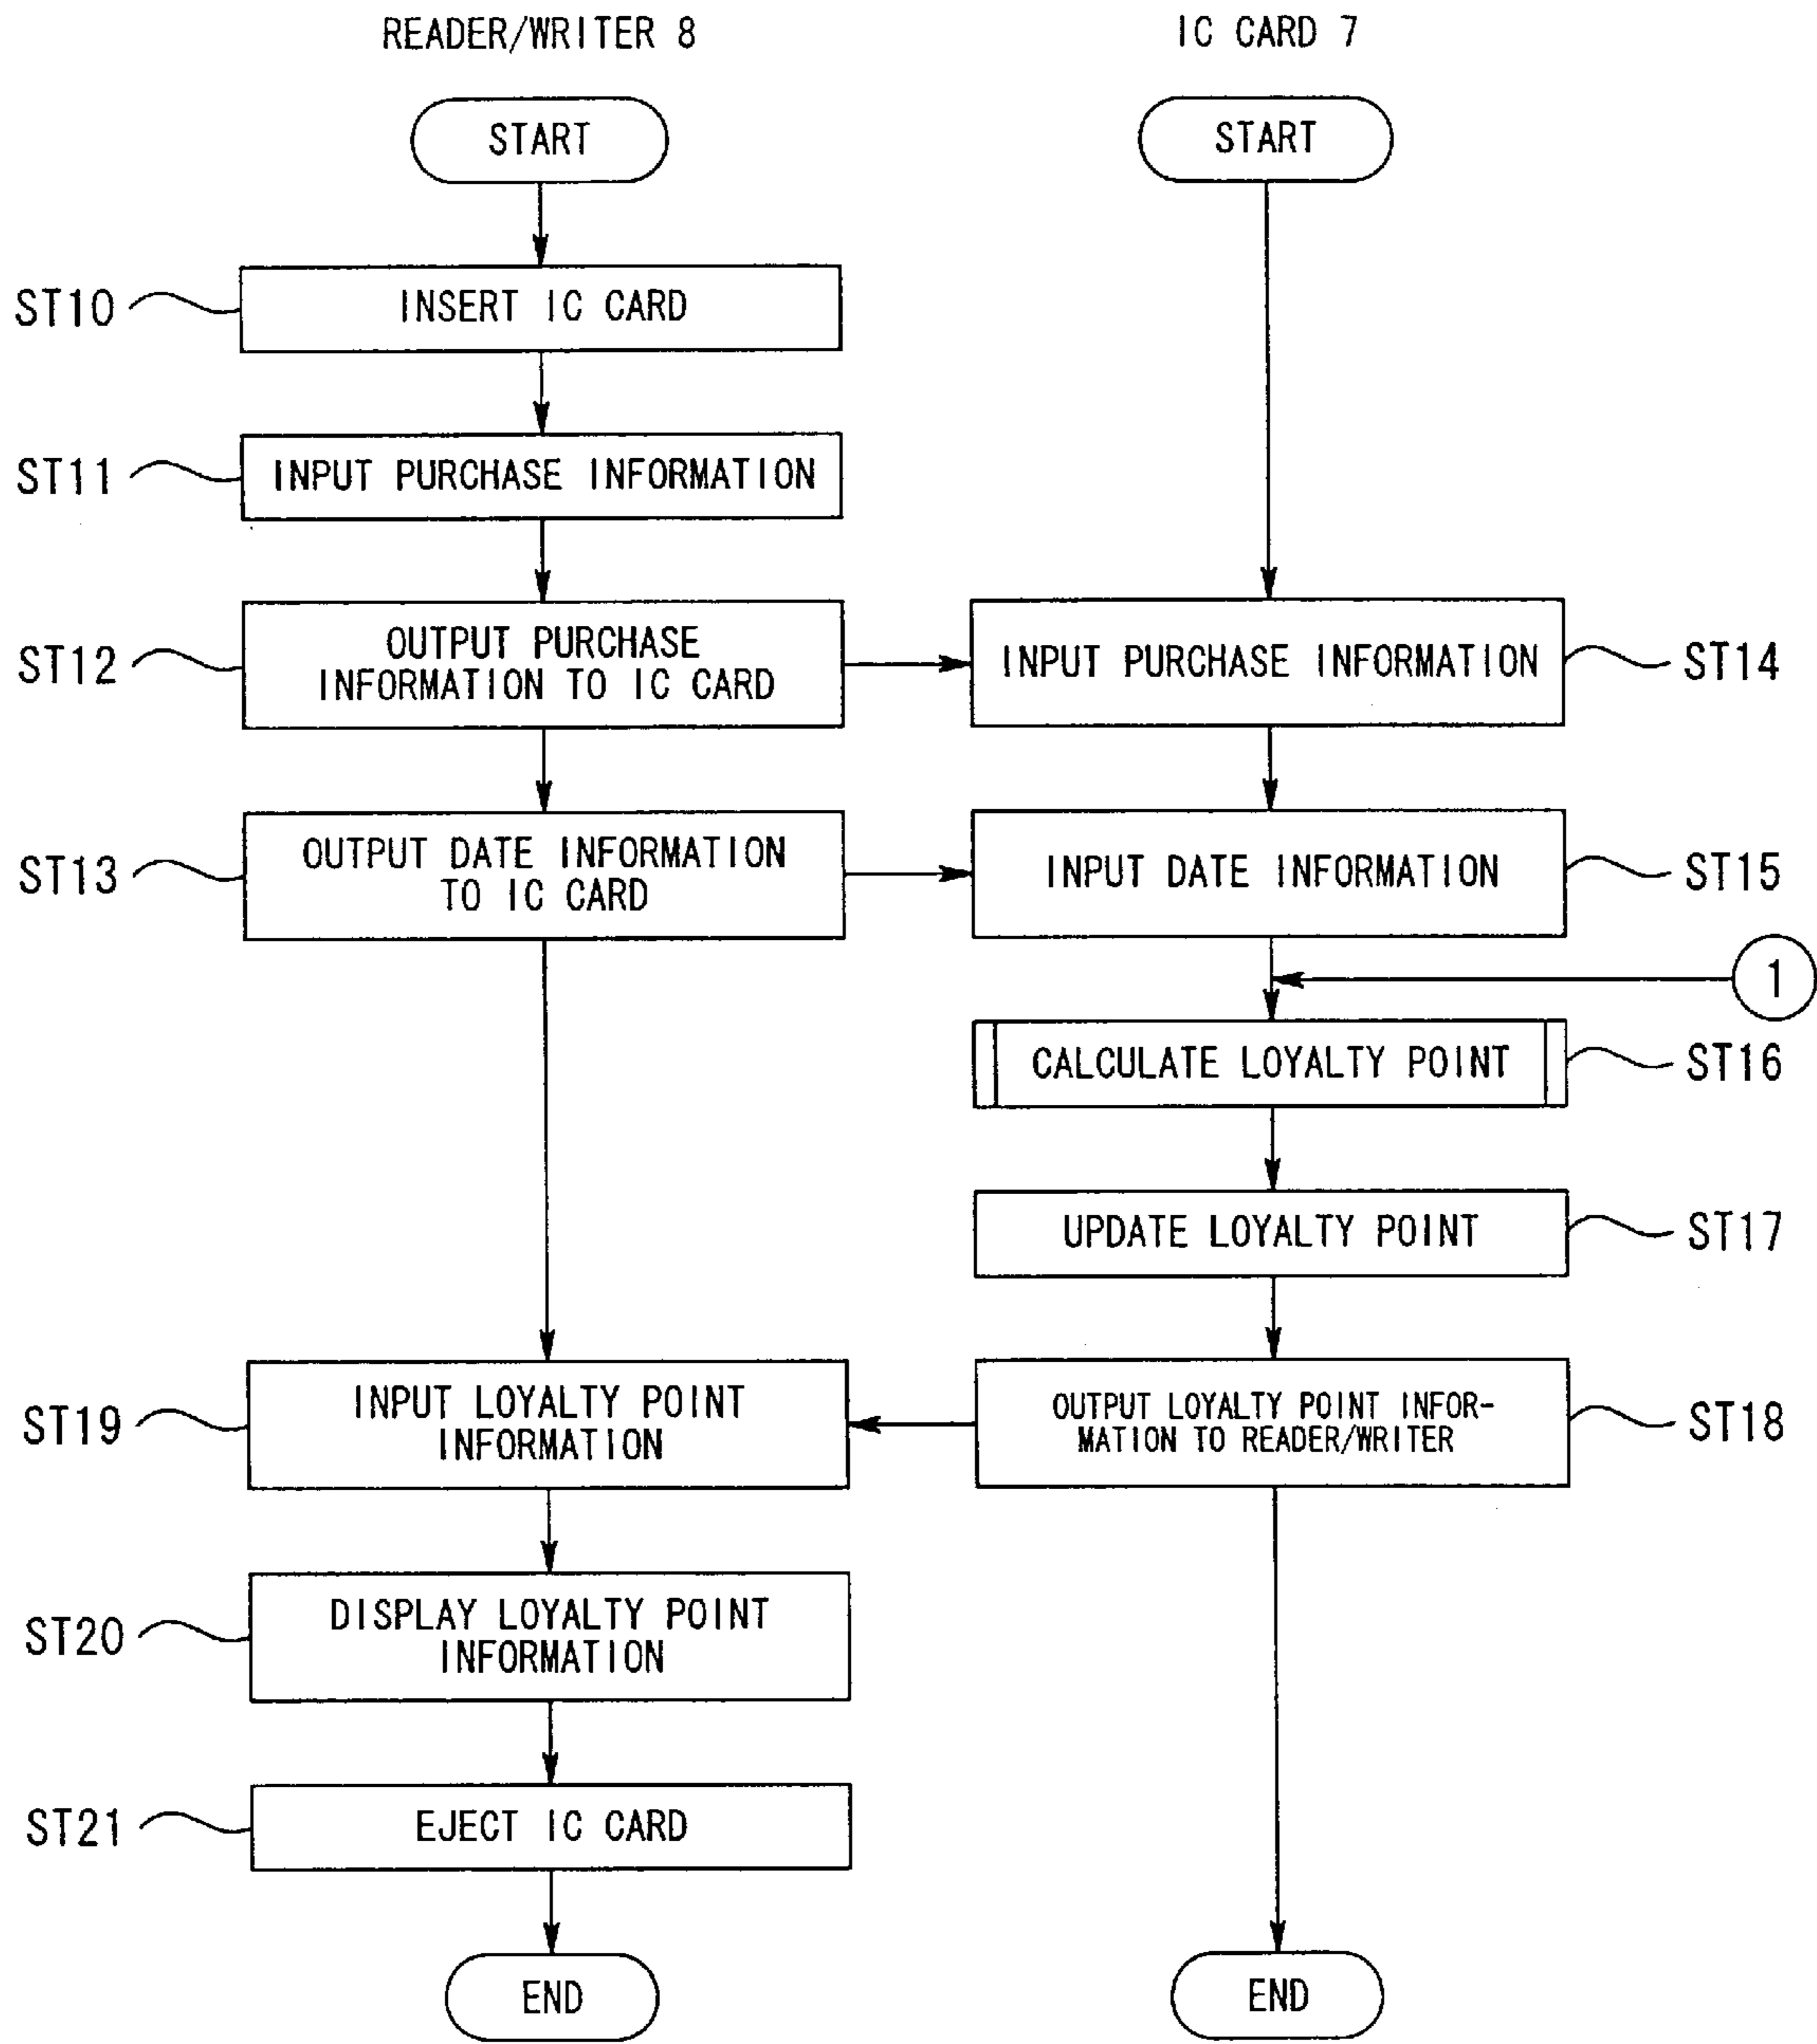 READER/WRITER 8
IC CARD 7
START
START
ST10
INSERT IC CARD
ST11
INPUT PURCHASE INFORMATION
ST12
OUTPUT PURCHASE
INFORMATION TO IC CARD
INPUT PURCHASE INFORMATION
ST14
ST13
OUTPUT DATE INFORMATION
TO IC CARD
INPUT DATE INFORMATION
ST15
1
CALCULATE LOYALTY POINT
ST16
UPDATE LOYALTY POINT
ST17
ST19
INPUT LOYALTY POINT
INFORMATION
OUTPUT LOYALTY POINT INFOR-
MATION TO READER/WRITER
ST18
ST20
DISPLAY LOYALTY POINT
INFORMATION
ST21
EJECT IC CARD
END
END